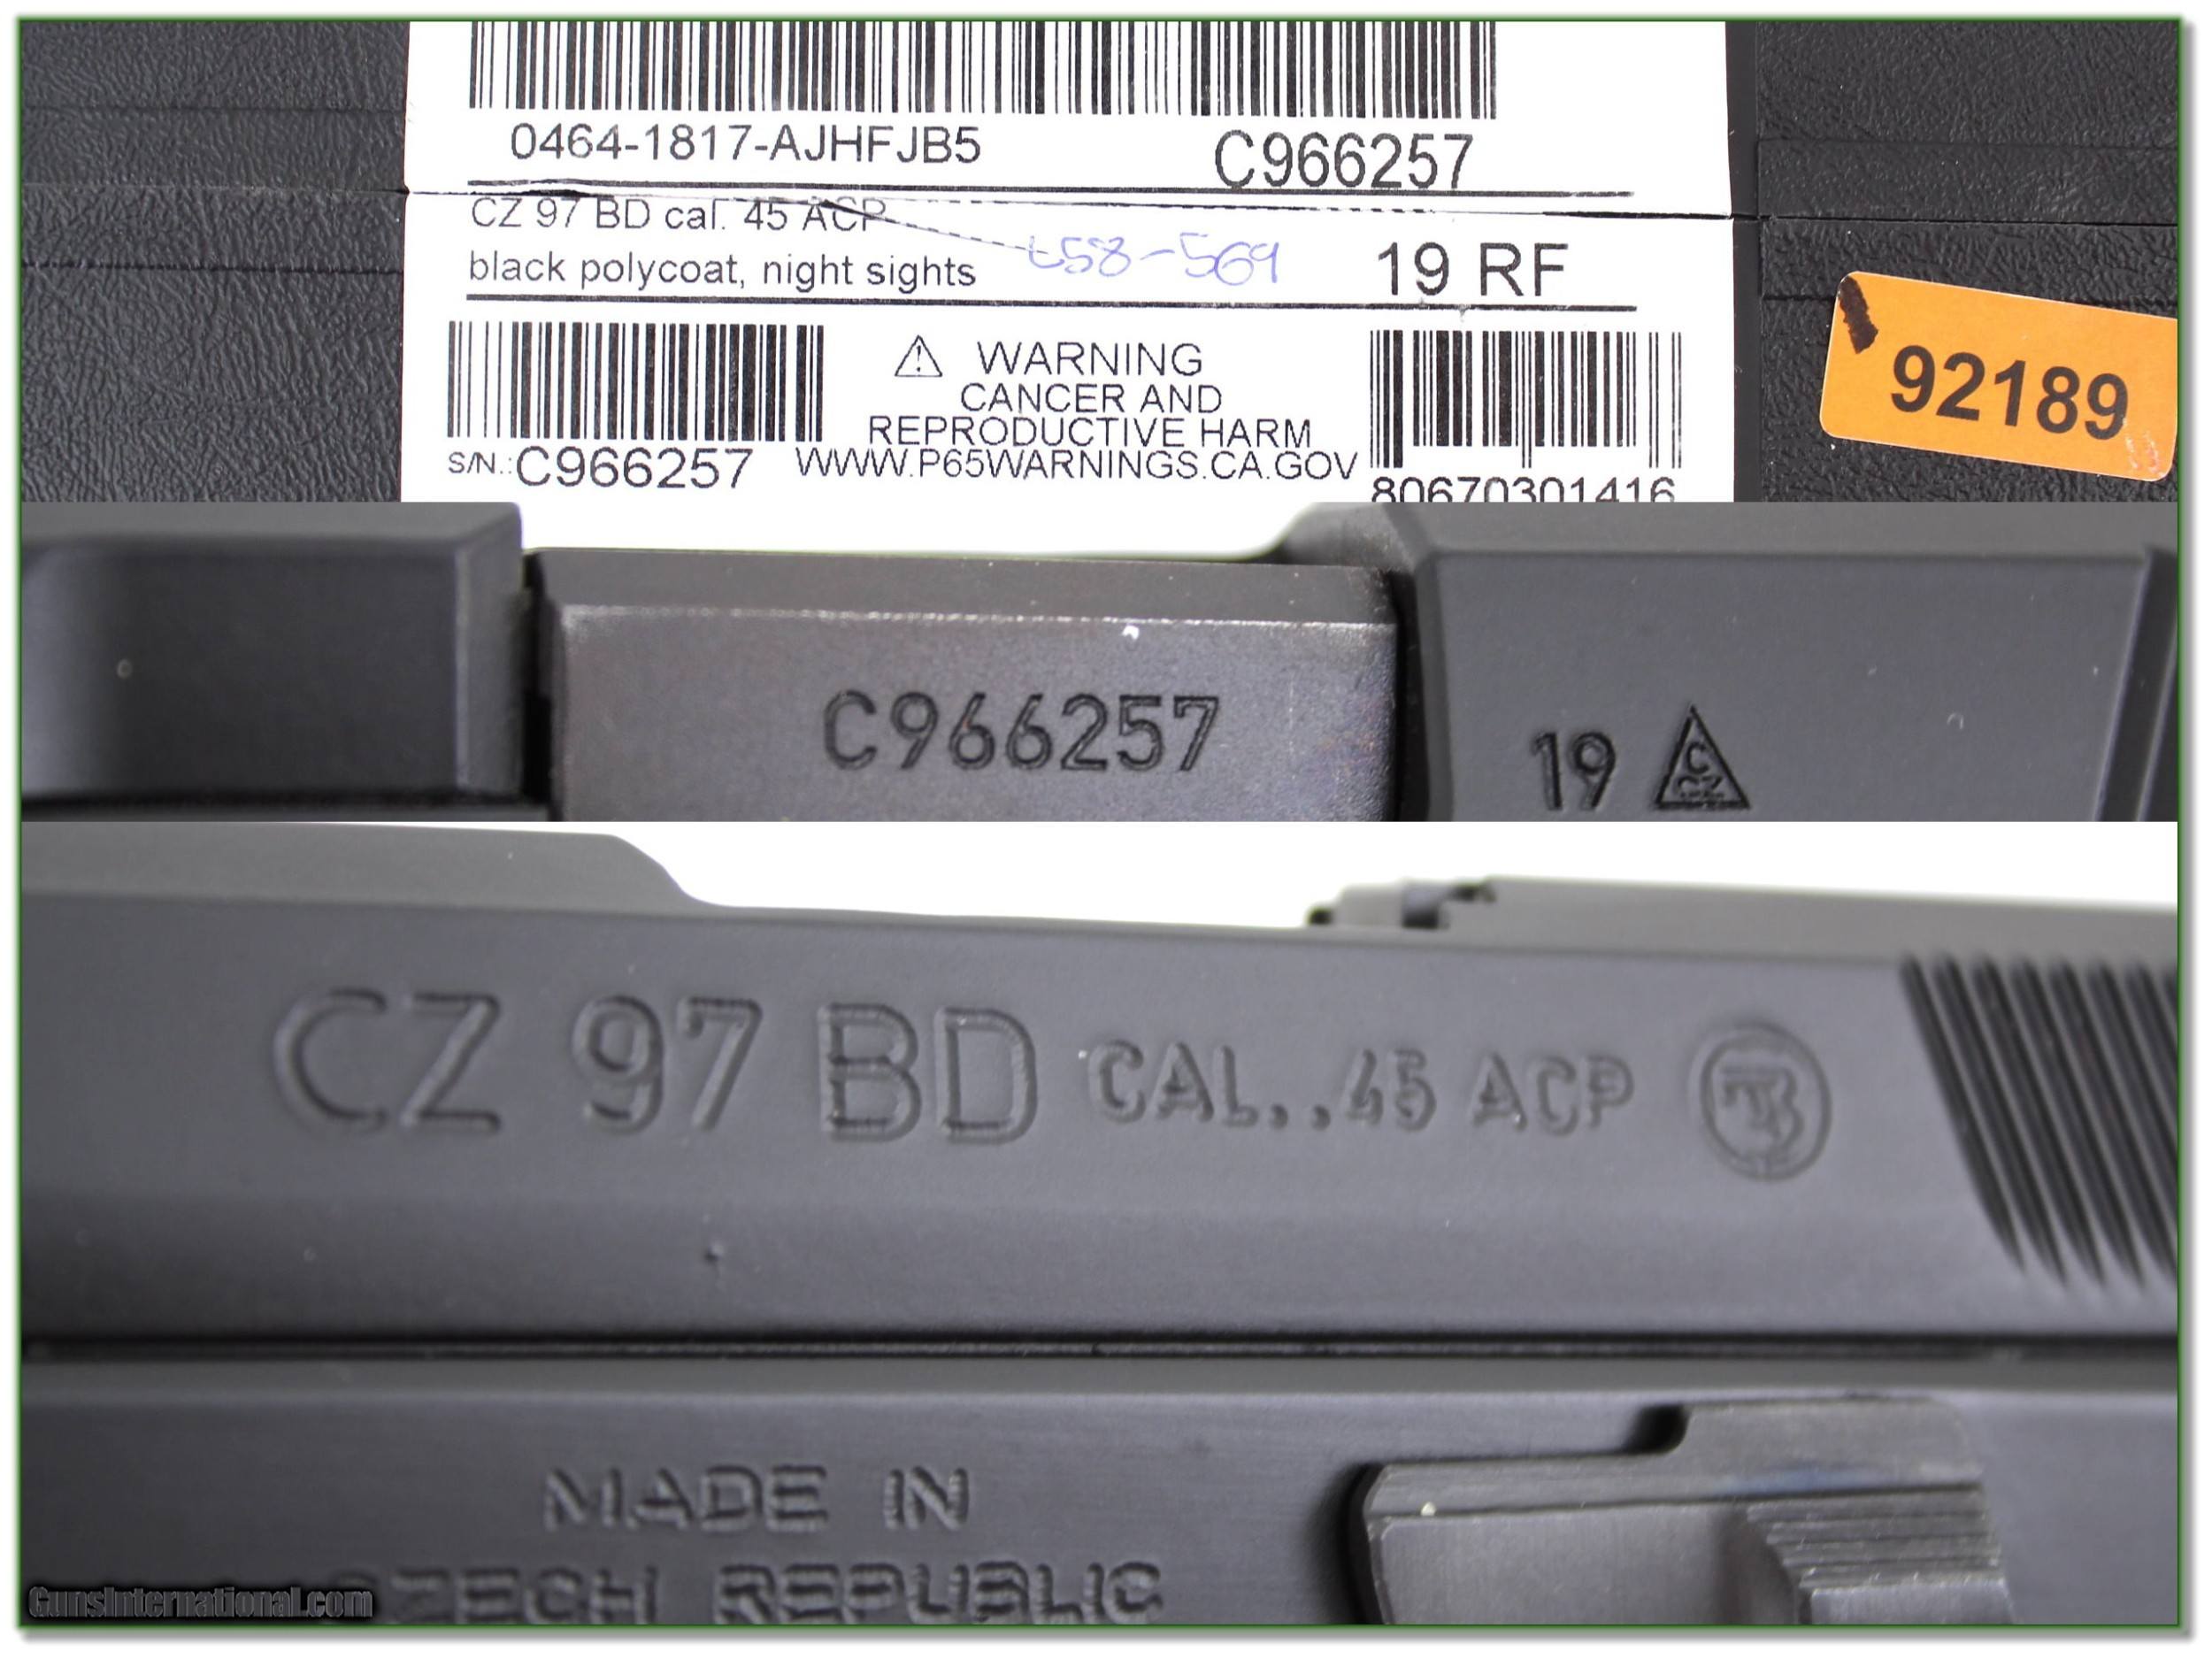 0464-1817-AJHFJB5 C966257
CZ 97 BD cal. 45 ACP
black polycoat, night sights 19 RF
⚠ WARNING
CANCER AND
REPRODUCTIVE HARM
S/N.:C966257 WWW.P65WARNINGS.CA.GOV
80670301416
92189
C966257
19 C
CZ
CZ 97 BD CAL..45 ACP
MADE IN
CZECH REPUBLIC
GunsInternational.com